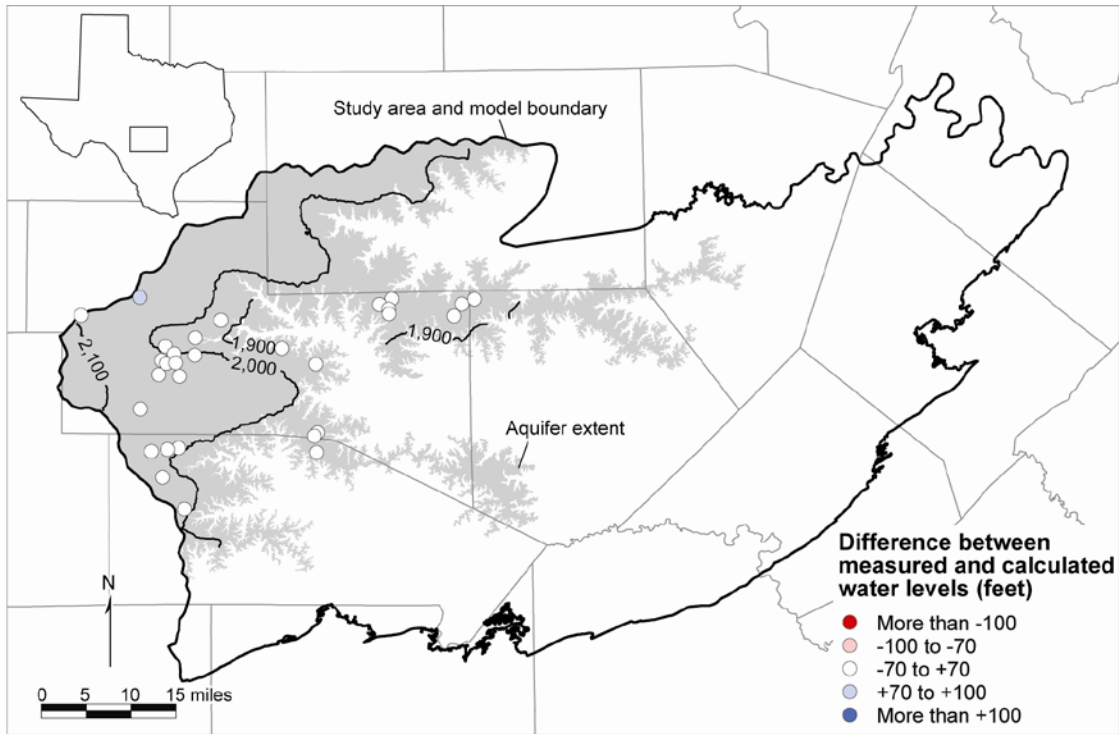 Study area and model boundary
2,100
1,900
2,000
1,900
Aquifer extent
N
0 5 10 15 miles
Difference between
measured and calculated
water levels (feet)
More than -100
-100 to -70
-70 to +70
+70 to +100
More than +100